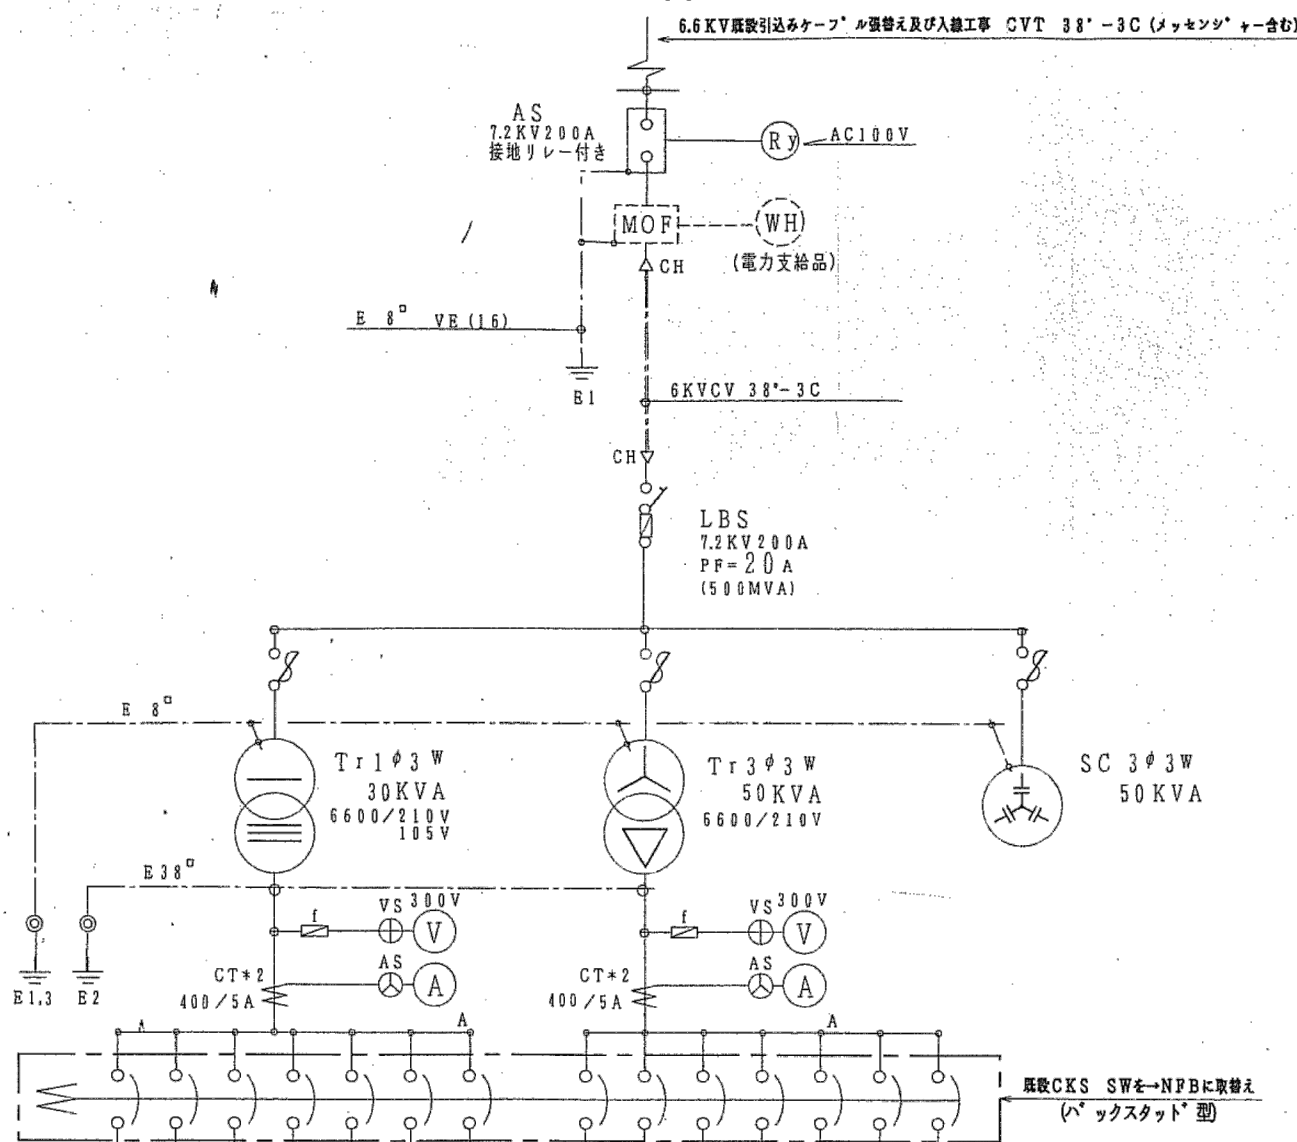 6.6KV既設引込みケーブル張替え及び入線工事 CVT 38°-3C (メッセンジャー含む)
AS
7.2KV200A
接地リレー付き
Ry
AC100V
MOF
WH
(電力支給品)
CH
E 8□ VE(16)
E1
6KVCV 38°-3C
CH
LBS
7.2KV200A
PF=20A
(500MVA)
E 8□
Tr1φ3W
30KVA
6600/210V
105V
Tr3φ3W
50KVA
6600/210V
SC 3φ3W
50KVA
E38□
f
VS
300V
V
f
VS
300V
V
CT*2
400/5A
AS
A
CT*2
400/5A
AS
A
E1,3
E2
A
A
A
既設CKS SWを→NFBに取替え
(バックスタッド型)